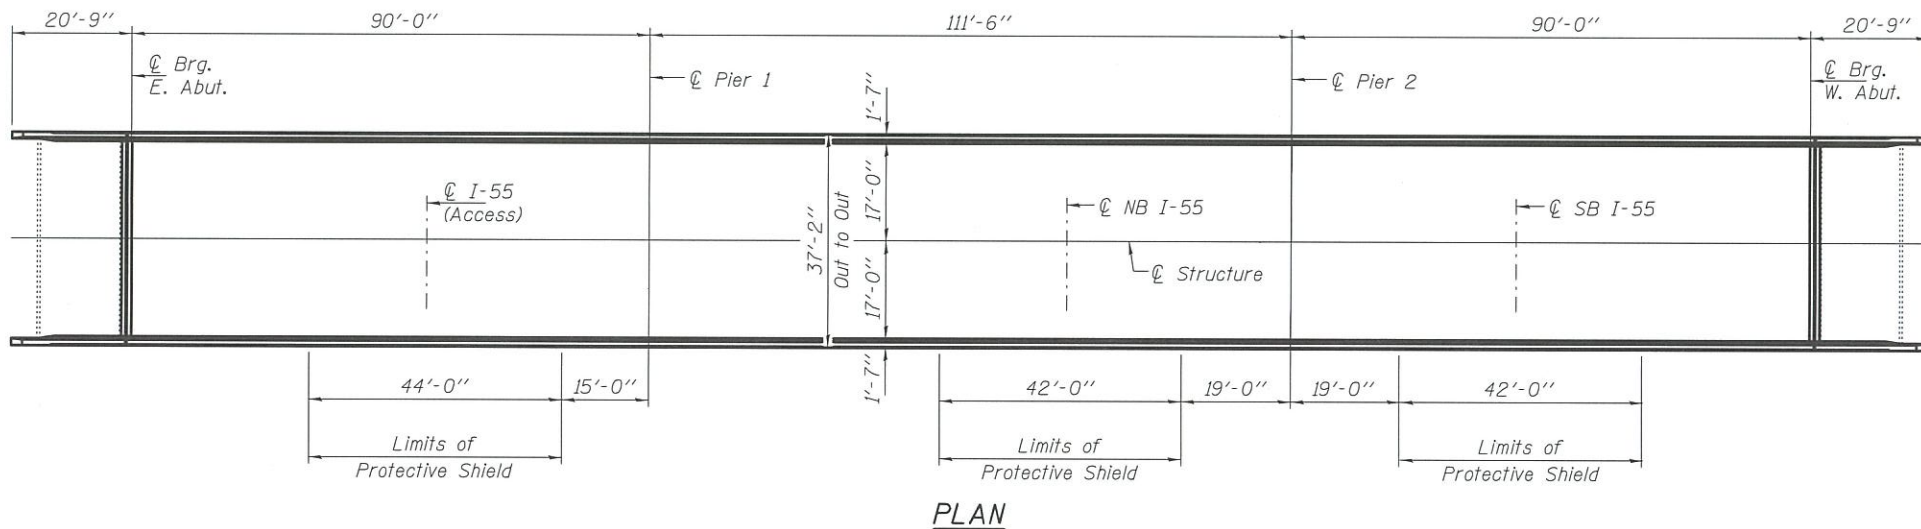 20'-9" 90'-0" 111'-6" 90'-0" 20'-9"
℄ Brg.
E. Abut.
℄ Pier 1
1'-7"
℄ Pier 2
℄ Brg.
W. Abut.
℄ I-55
(Access)
37'-2"
Out to Out
17'-0"
17'-0"
℄ NB I-55
℄ SB I-55
℄ Structure
1'-7"
44'-0" 15'-0" 42'-0" 19'-0" 19'-0" 42'-0"
Limits of
Protective Shield
Limits of
Protective Shield
Limits of
Protective Shield
PLAN